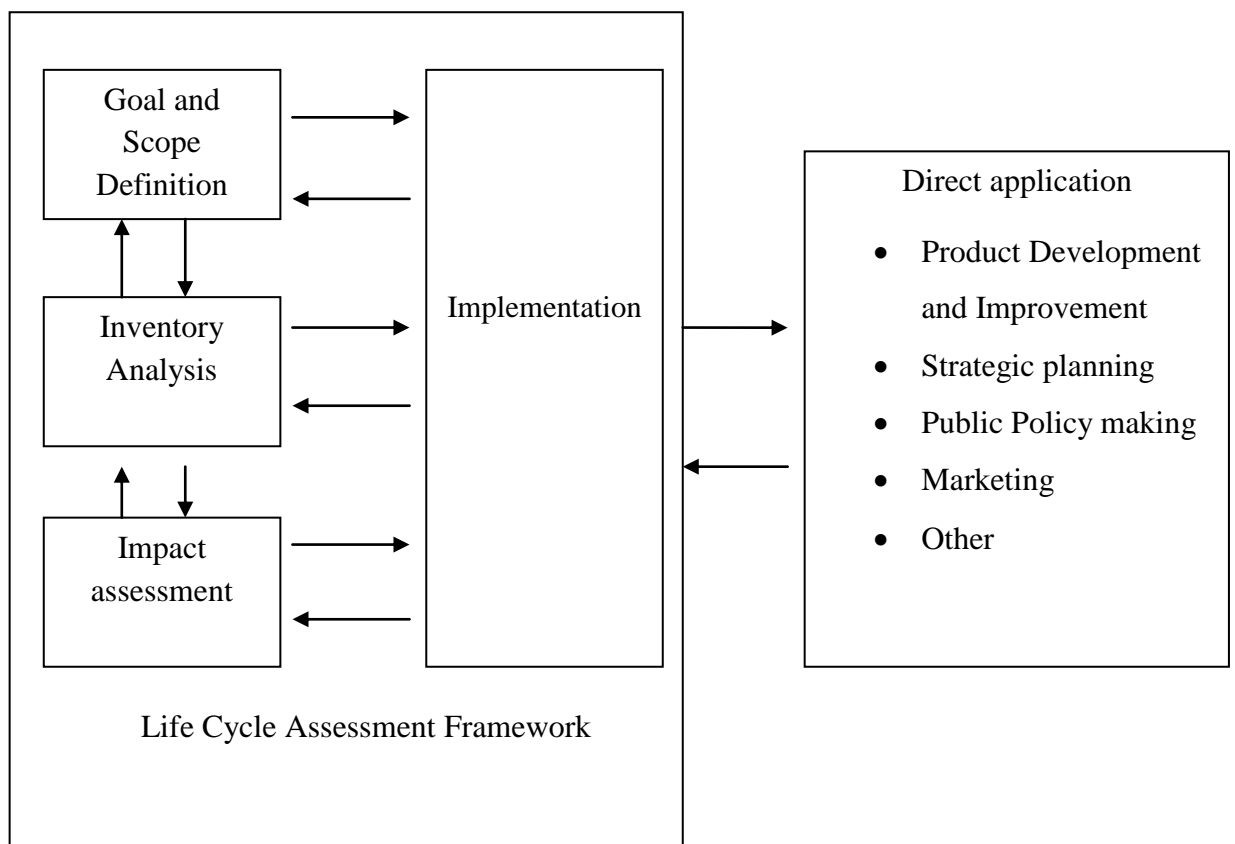 Goal and
Scope
Definition
Inventory
Analysis
Impact
assessment
Implementation
Life Cycle Assessment Framework
Direct application
• Product Development
and Improvement
• Strategic planning
• Public Policy making
• Marketing
• Other